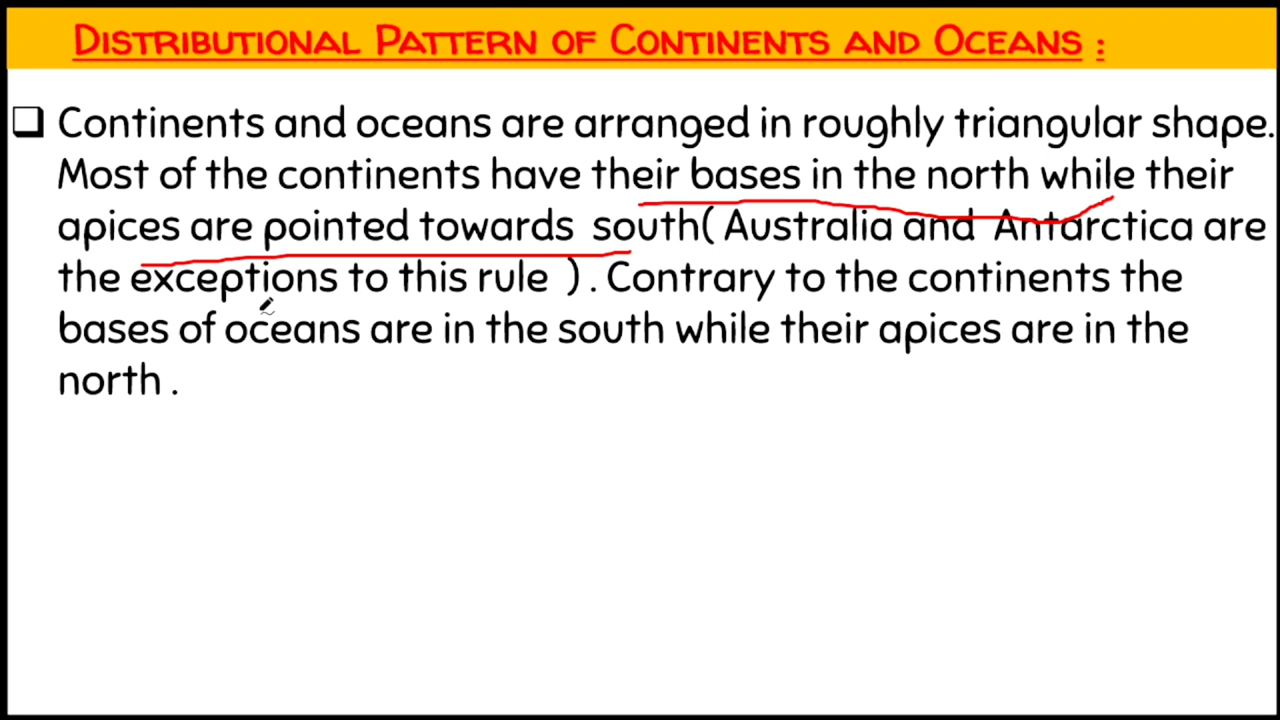 DISTRIBUTIONAL PATTERN OF CONTINENTS AND OCEANS :
Continents and oceans are arranged in roughly triangular shape.
Most of the continents have their bases in the north while their
apices are pointed towards south( Australia and Antarctica are
the exceptions to this rule ) . Contrary to the continents the
bases of oceans are in the south while their apices are in the
north .